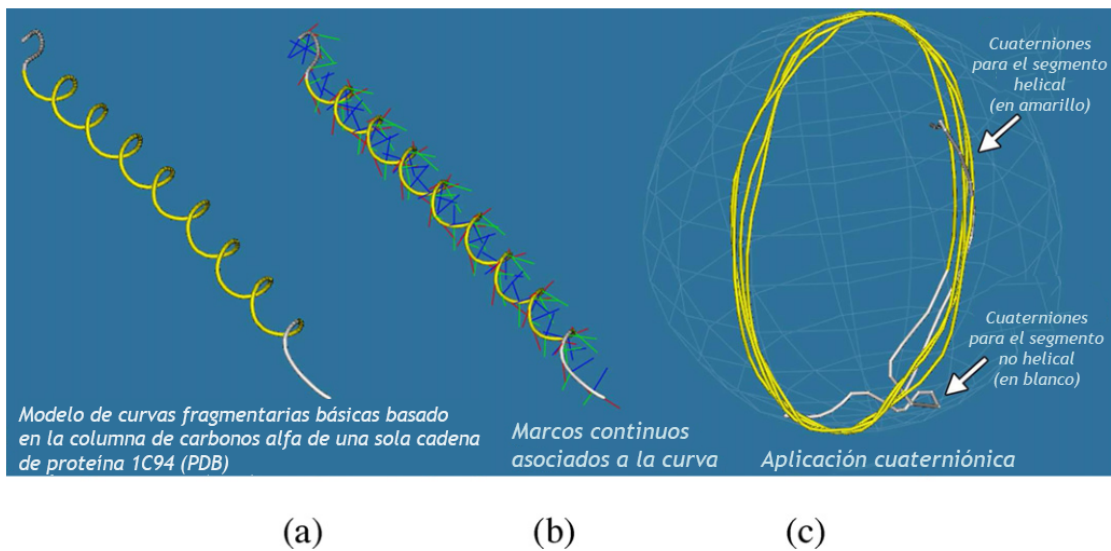 Cuaterniones
para el segmento
helical
(en amarillo)
Cuaterniones
para el segmento
no helical
(en blanco)
Modelo de curvas fragmentarias básicas basado
en la columna de carbonos alfa de una sola cadena
de proteína 1C94 (PDB)
Marcos continuos
asociados a la curva
Aplicación cuaterniónica
(a)
(b)
(c)